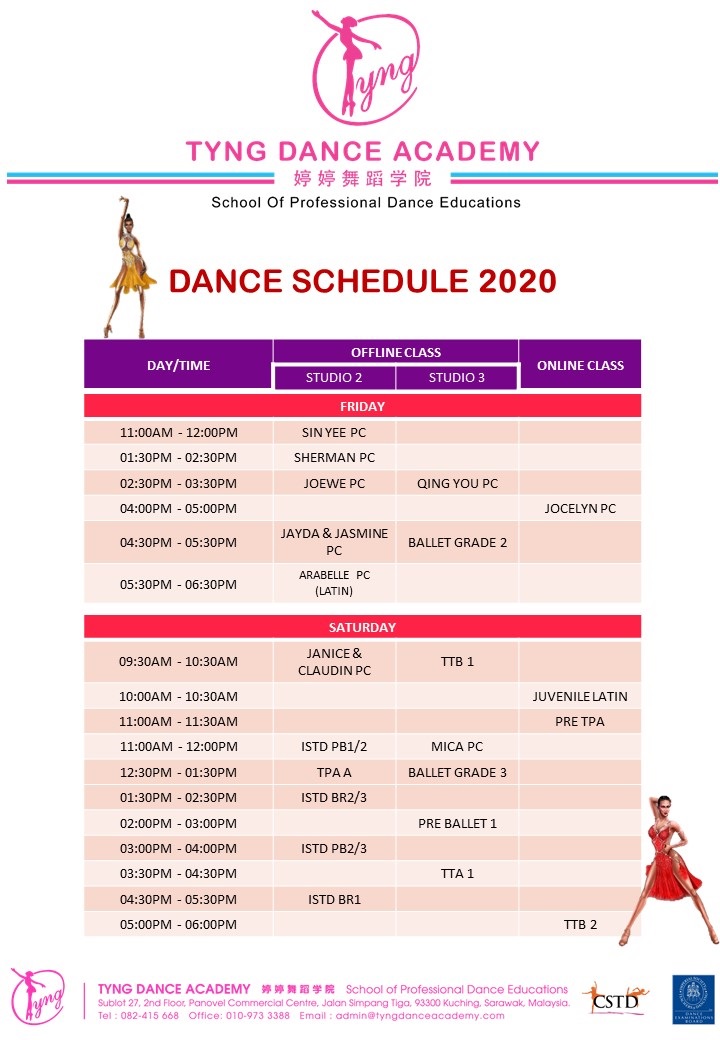 Tyng
TYNG DANCE ACADEMY
婷婷舞蹈学院
School Of Professional Dance Educations
DANCE SCHEDULE 2020
DAY/TIME OFFLINE CLASS ONLINE CLASS
STUDIO 2 STUDIO 3
FRIDAY
11:00AM - 12:00PM SIN YEE PC
01:30PM - 02:30PM SHERMAN PC
02:30PM - 03:30PM JOEWE PC QING YOU PC
04:00PM - 05:00PM JOCELYN PC
04:30PM - 05:30PM JAYDA & JASMINE PC BALLET GRADE 2
05:30PM - 06:30PM ARABELLE PC (LATIN)
SATURDAY
09:30AM - 10:30AM JANICE & CLAUDIN PC TTB 1
10:00AM - 10:30AM JUVENILE LATIN
11:00AM - 11:30AM PRE TPA
11:00AM - 12:00PM ISTD PB1/2 MICA PC
12:30PM - 01:30PM TPA A BALLET GRADE 3
01:30PM - 02:30PM ISTD BR2/3
02:00PM - 03:00PM PRE BALLET 1
03:00PM - 04:00PM ISTD PB2/3
03:30PM - 04:30PM TTA 1
04:30PM - 05:30PM ISTD BR1
05:00PM - 06:00PM TTB 2
Tyng
TYNG DANCE ACADEMY 婷婷舞蹈学院 School of Professional Dance Educations
Sublot 27, 2nd Floor, Panovel Commercial Centre, Jalan Simpang Tiga, 93300 Kuching, Sarawak, Malaysia.
Tel : 082-415 668 Office: 010-973 3388 Email : admin@tyngdanceacademy.com
CSTD
DANCE
EXAMINATIONS
BOARD